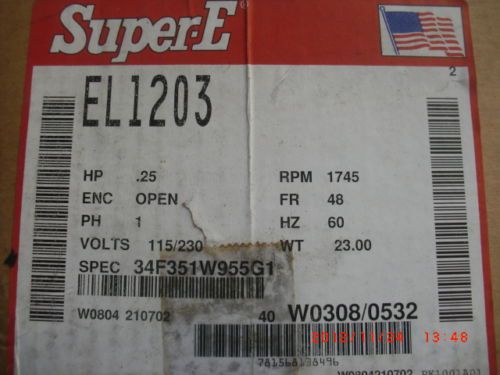 Super-E®
2
EL1203
HP .25 RPM 1745
ENC OPEN FR 48
PH 1 HZ 60
VOLTS 115/230 WT 23.00
SPEC 34F351W955G1
W0804 210702 40 W0308/0532
13:48
W0804210702